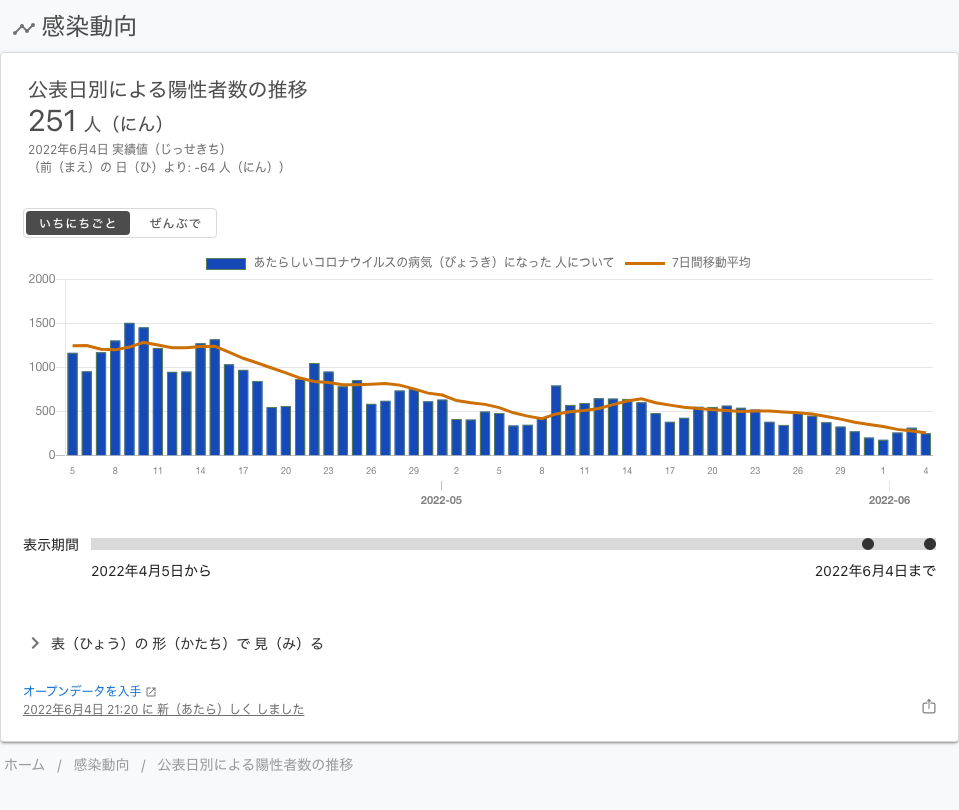 感染動向
公表日別による陽性者数の推移
251 人（にん）
2022年6月4日 実績値（じっせきち）
（前（まえ）の 日（ひ）より: -64 人（にん））
いちにちごと ぜんぶで
あたらしいコロナウイルスの病気（びょうき）になった 人について 7日間移動平均
2000
1500
1000
500
0
5 8 11 14 17 20 23 26 29 2 5 8 11 14 17 20 23 26 29 1 4
2022-05 2022-06
表示期間
2022年4月5日から 2022年6月4日まで
表（ひょう）の 形（かたち）で 見（み）る
オープンデータを入手
2022年6月4日 21:20 に 新（あたら）しく しました
ホーム / 感染動向 / 公表日別による陽性者数の推移